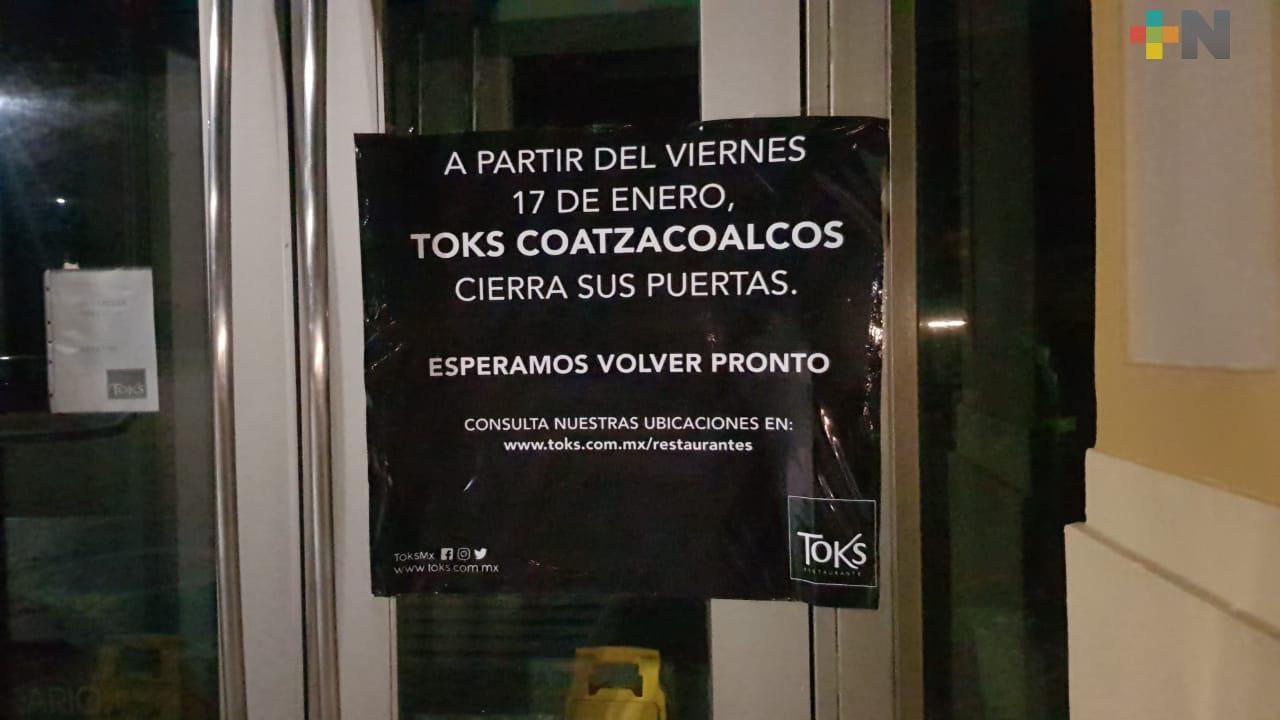 +N
A PARTIR DEL VIERNES
17 DE ENERO,
TOKS COATZACOALCOS
CIERRA SUS PUERTAS.
ESPERAMOS VOLVER PRONTO
CONSULTA NUESTRAS UBICACIONES EN:
www.toks.com.mx/restaurantes
TOKSMX
www.toks.com.mx
TOKS
RESTAURANTE
TOKS